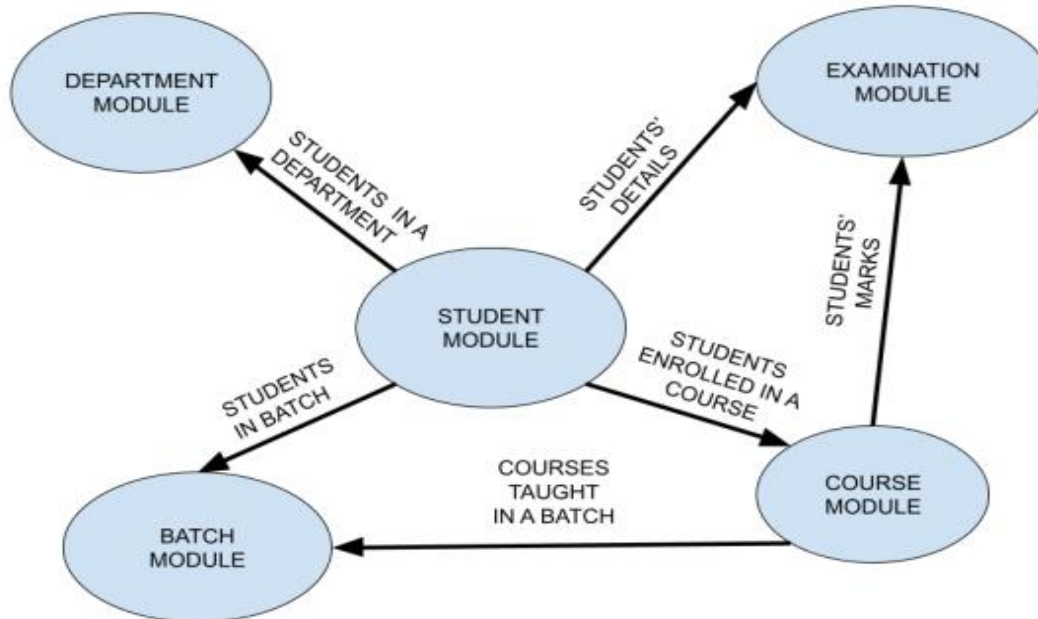 DEPARTMENT
MODULE
EXAMINATION
MODULE
STUDENTS IN A
DEPARTMENT
STUDENTS'
DETAILS
STUDENTS'
MARKS
STUDENT
MODULE
STUDENTS
ENROLLED IN A
COURSE
STUDENTS
IN BATCH
COURSES
TAUGHT
IN A BATCH
COURSE
MODULE
BATCH
MODULE